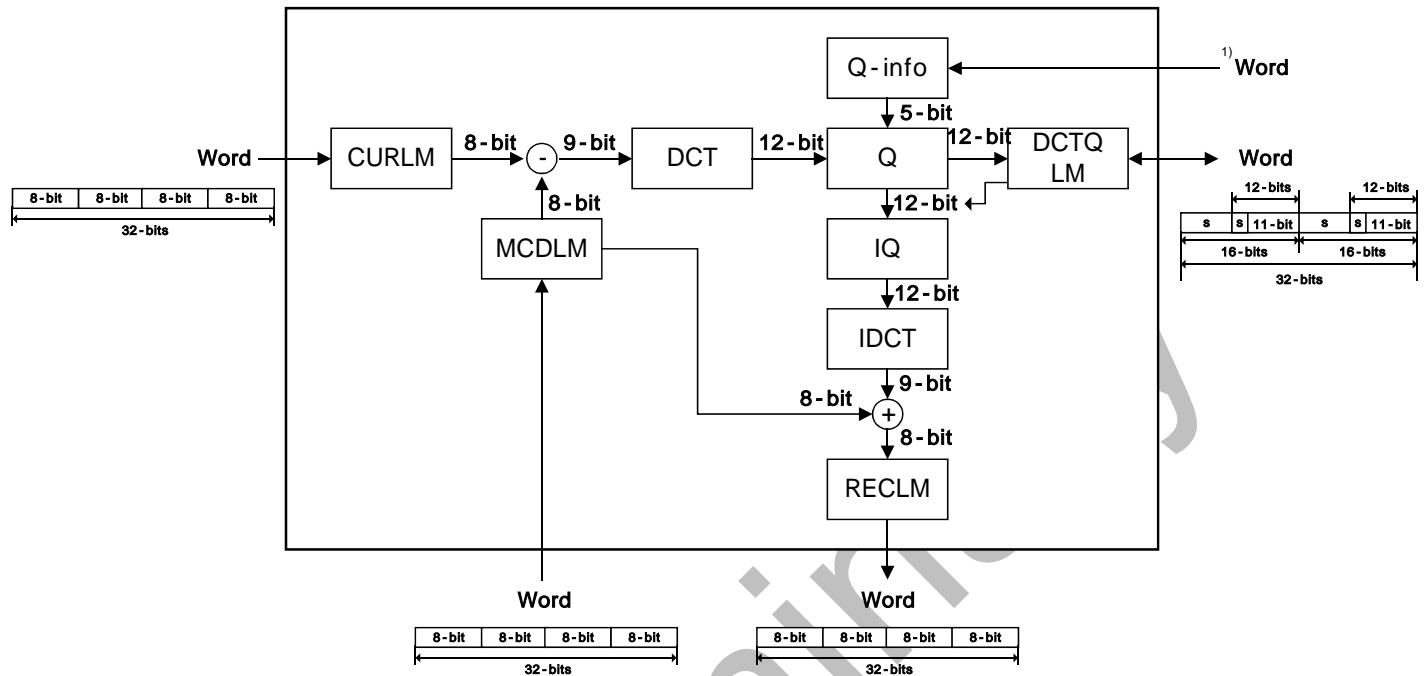 Q-info
1) Word
5-bit
Word
CURLM
8-bit
-
9-bit
DCT
12-bit
Q
12-bit
DCTQ
LM
Word
8-bit 8-bit 8-bit 8-bit
32-bits
8-bit
12-bit
12-bits 12-bits
s s 11-bit s s 11-bit
16-bits 16-bits
32-bits
MCDLM
IQ
12-bit
IDCT
9-bit
8-bit
+
8-bit
RECLM
Word
8-bit 8-bit 8-bit 8-bit
32-bits
Word
8-bit 8-bit 8-bit 8-bit
32-bits